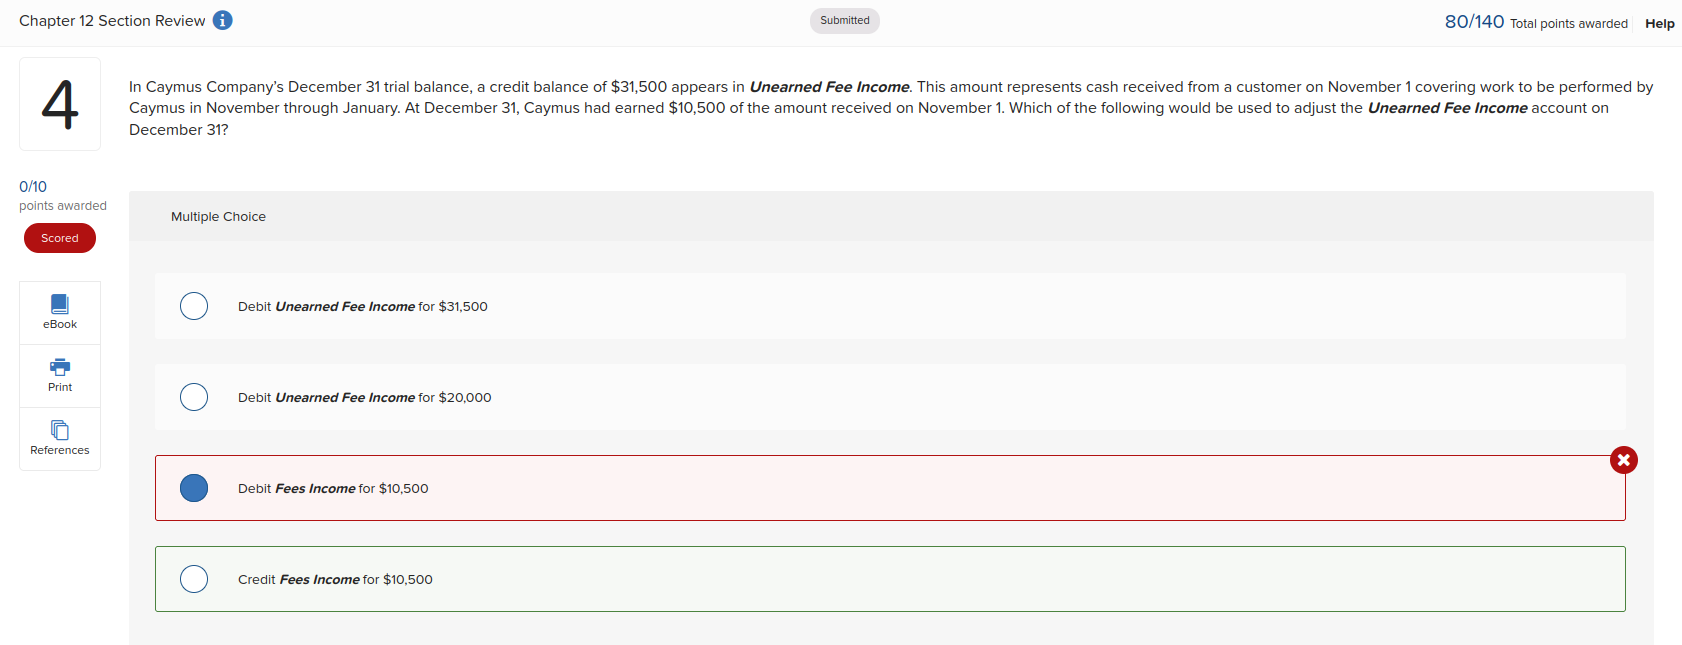 Chapter 12 Section Review
Submitted
80/140 Total points awarded
Help
4
In Caymus Company’s December 31 trial balance, a credit balance of $31,500 appears in Unearned Fee Income. This amount represents cash received from a customer on November 1 covering work to be performed by
Caymus in November through January. At December 31, Caymus had earned $10,500 of the amount received on November 1. Which of the following would be used to adjust the Unearned Fee Income account on
December 31?
0/10
points awarded
Scored
eBook
Print
References
Multiple Choice
Debit Unearned Fee Income for $31,500
Debit Unearned Fee Income for $20,000
Debit Fees Income for $10,500
Credit Fees Income for $10,500